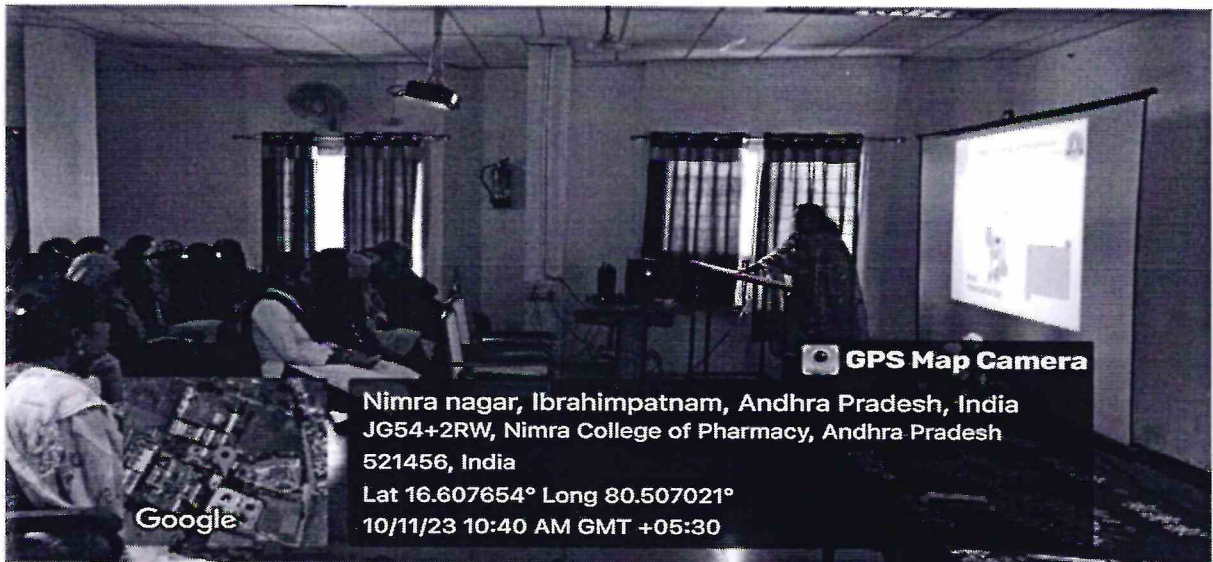 GPS Map Camera
Nimra nagar, Ibrahimpatnam, Andhra Pradesh, India
JG54+2RW, Nimra College of Pharmacy, Andhra Pradesh
521456, India
Lat 16.607654° Long 80.507021°
10/11/23 10:40 AM GMT +05:30
Google